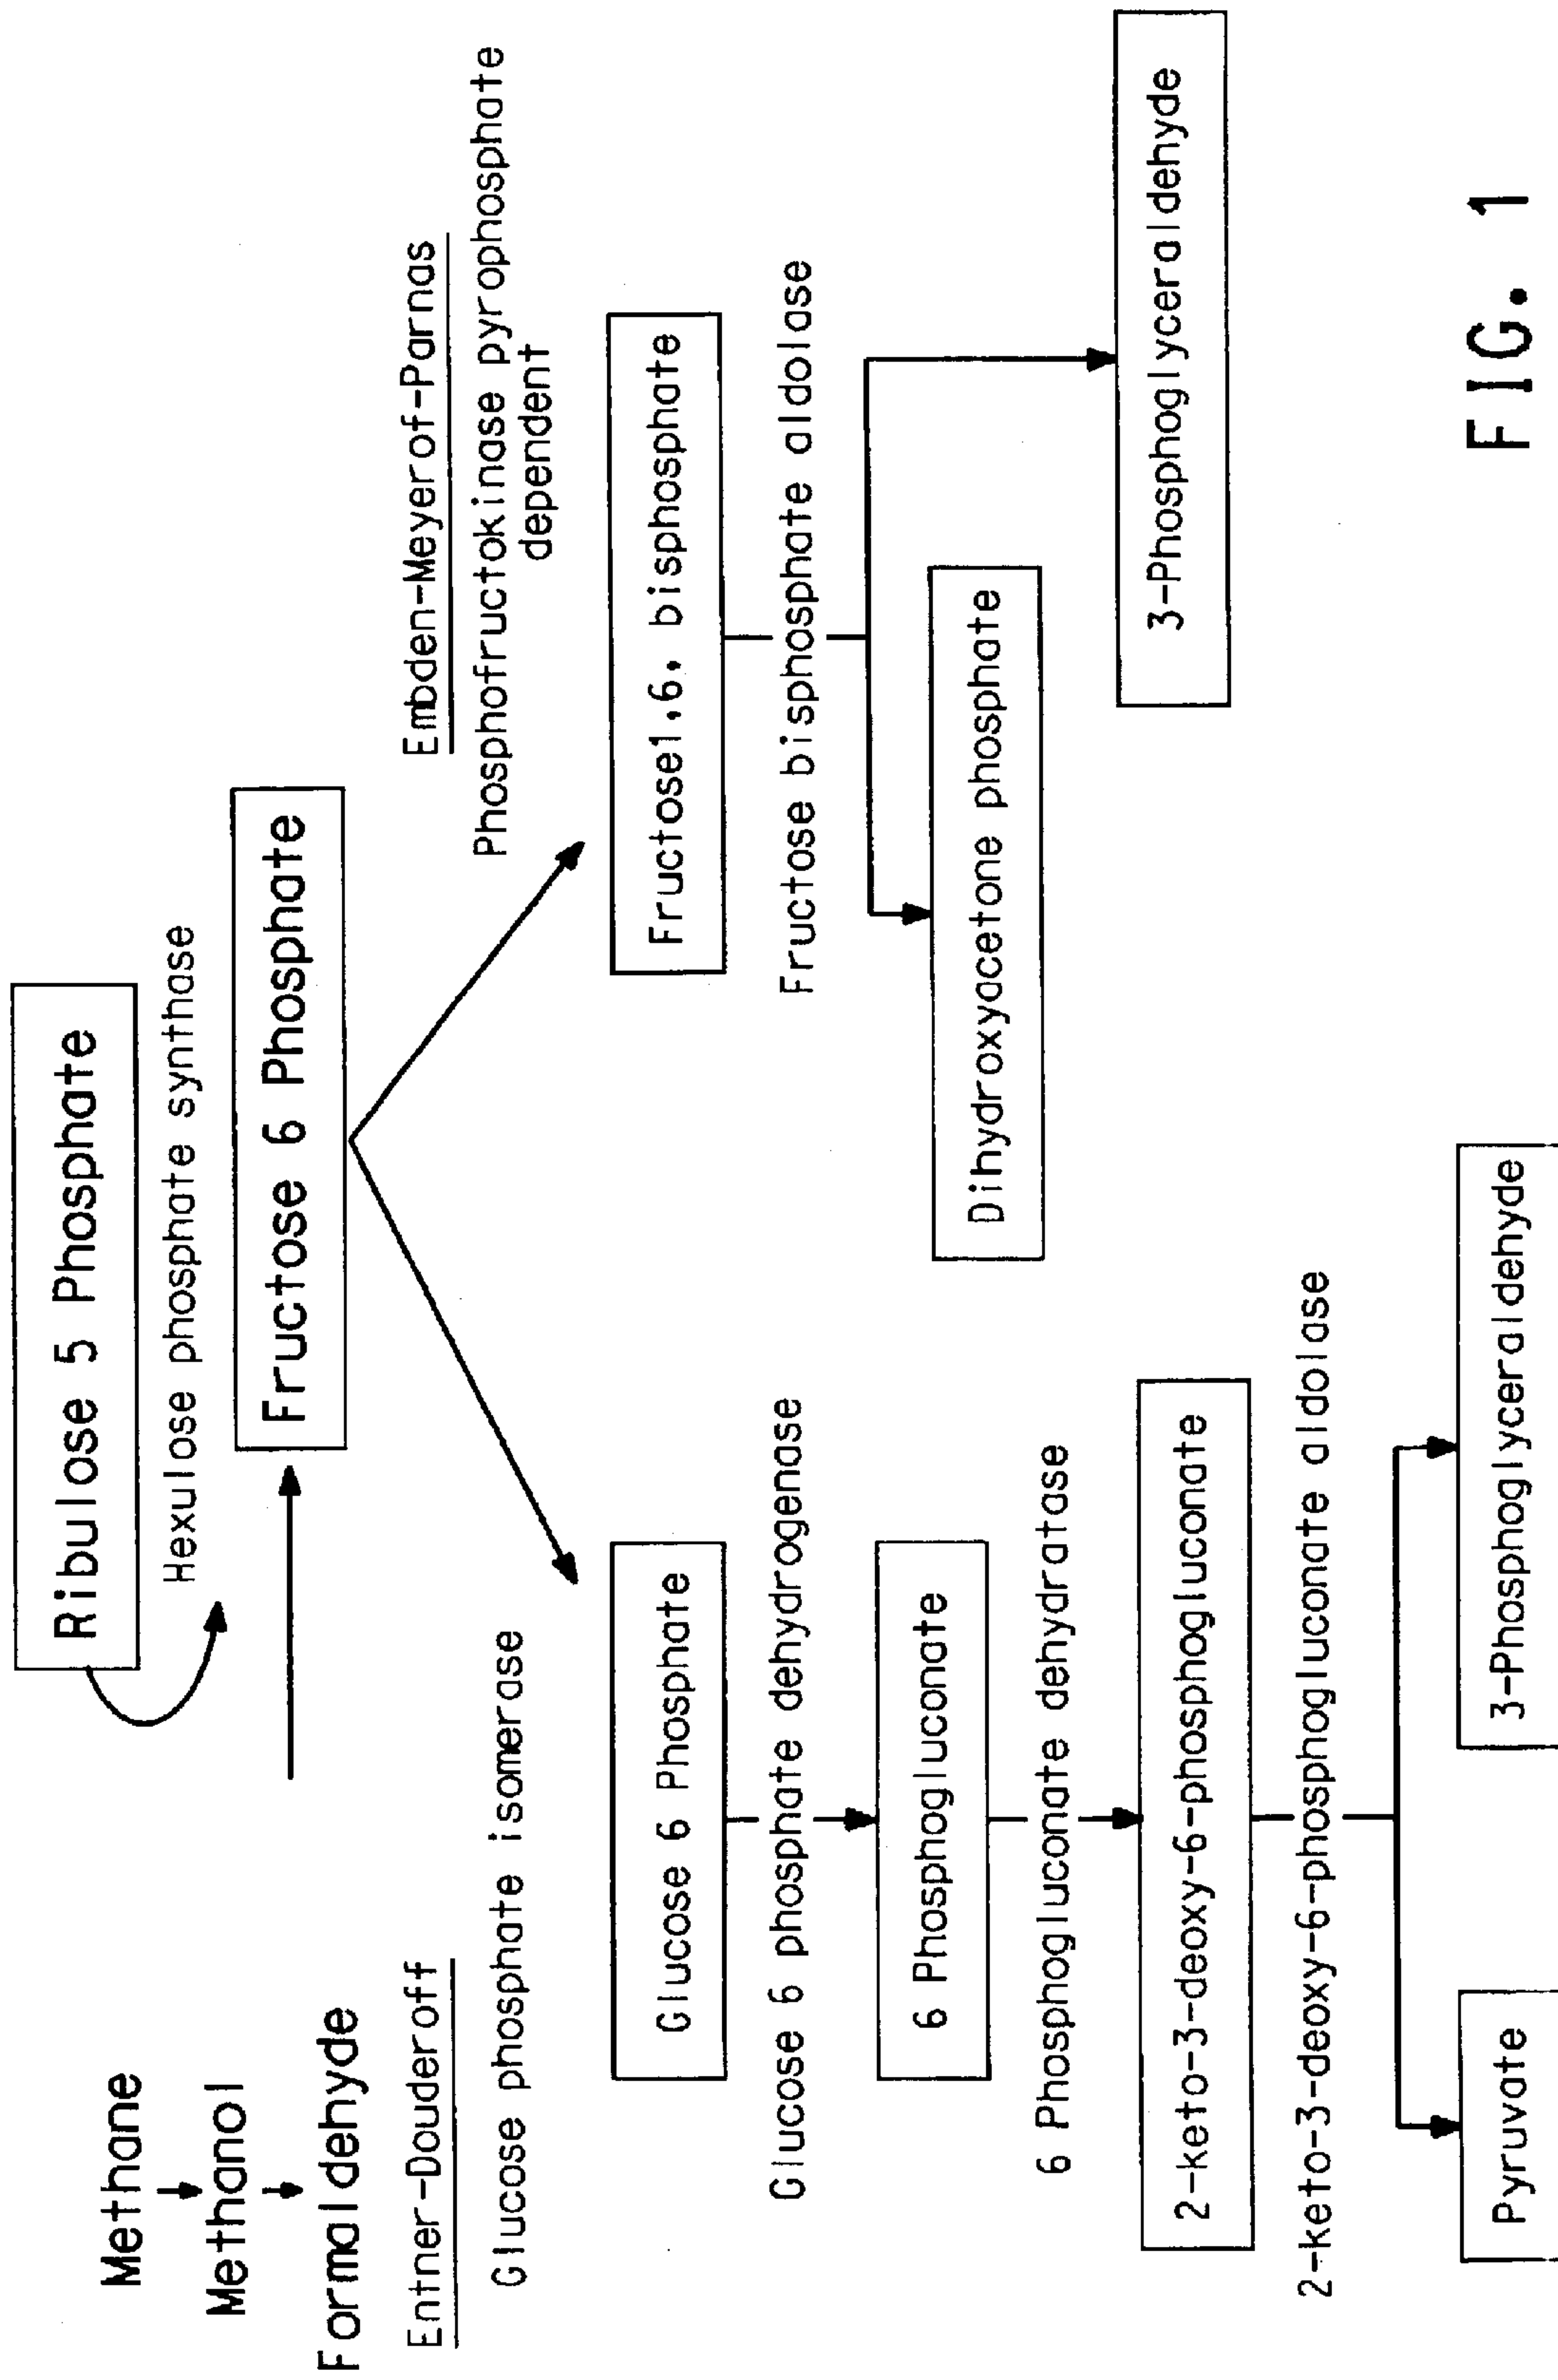 Methane
Methanol
Formaldehyde
Ribulose 5 Phosphate
Hexulose phosphate synthase
Fructose 6 Phosphate
Entner-Douderoff
Glucose phosphate isomerase
Glucose 6 Phosphate
Glucose 6 phosphate dehydrogenase
6 Phosphogluconate
6 Phosphogluconate dehydratase
2-keto-3-deoxy-6-phosphogluconate
2-keto-3-deoxy-6-phosphogluconate aldolase
Pyruvate
3-Phosphoglyceraldehyde
Embden-Meyerof-Parnas
Phosphofructokinase pyrophosphate
dependent
Fructose1,6, bisphosphate
Fructose bisphosphate aldolase
Dihydroxyacetone phosphate
3-Phosphoglyceraldehyde
FIG. 1